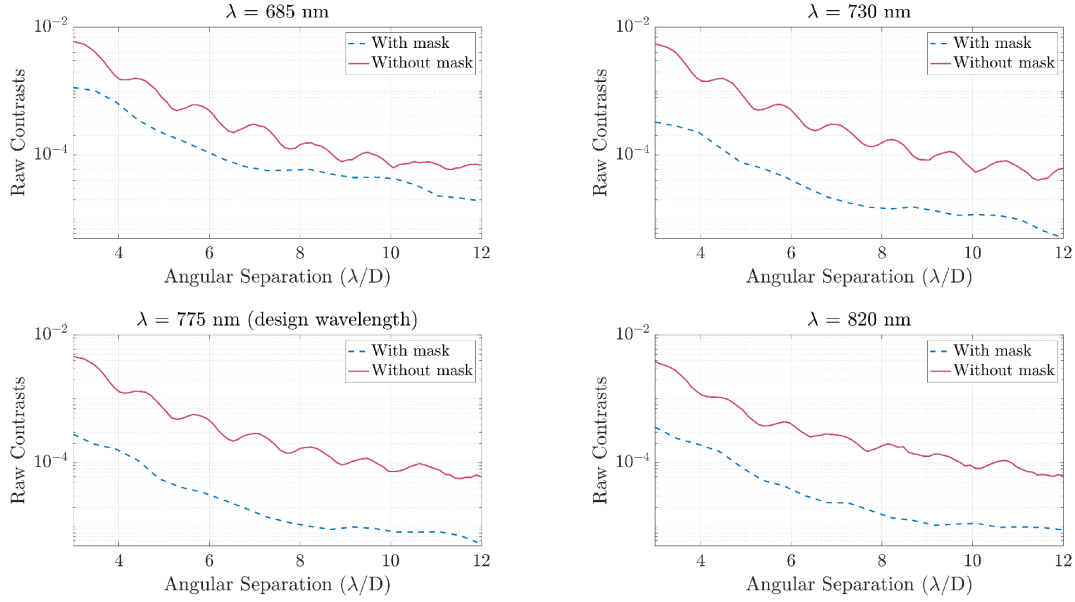 λ = 685 nm
10⁻²
With mask
Without mask
Raw Contrasts
10⁻⁴
4 6 8 10 12
Angular Separation (λ/D)
λ = 730 nm
10⁻²
With mask
Without mask
Raw Contrasts
10⁻⁴
4 6 8 10 12
Angular Separation (λ/D)
λ = 775 nm (design wavelength)
10⁻²
With mask
Without mask
Raw Contrasts
10⁻⁴
4 6 8 10 12
Angular Separation (λ/D)
λ = 820 nm
10⁻²
With mask
Without mask
Raw Contrasts
10⁻⁴
4 6 8 10 12
Angular Separation (λ/D)